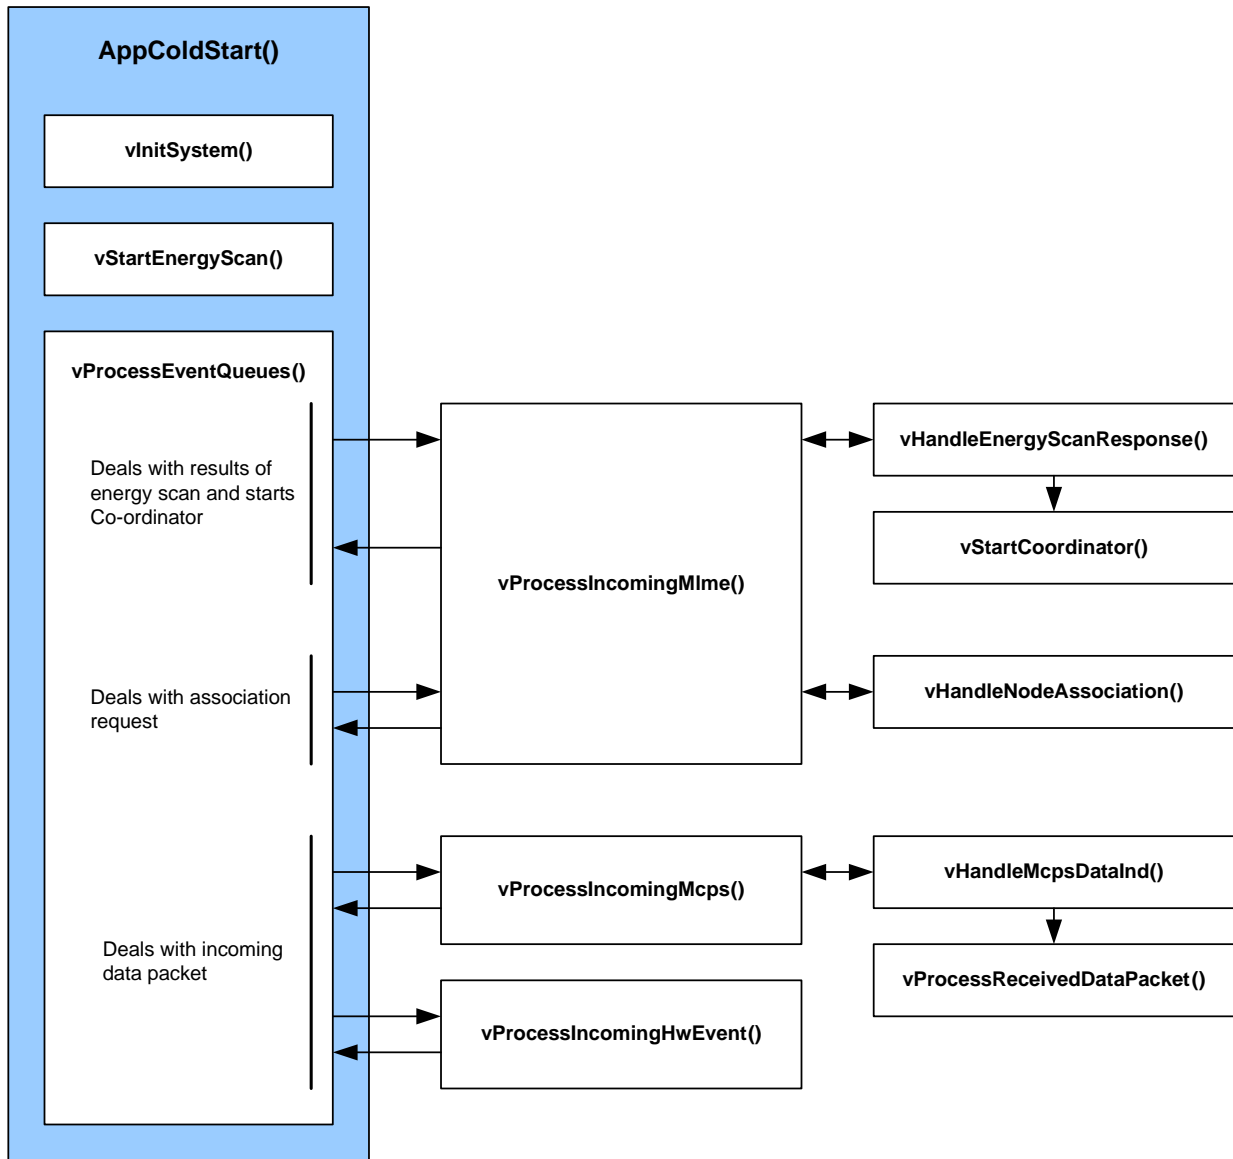 AppColdStart()
vInitSystem()
vStartEnergyScan()
vProcessEventQueues()
Deals with results of
energy scan and starts
Co-ordinator
Deals with association
request
Deals with incoming
data packet
vProcessIncomingMlme()
vProcessIncomingMcps()
vProcessIncomingHwEvent()
vHandleEnergyScanResponse()
vStartCoordinator()
vHandleNodeAssociation()
vHandleMcpsDataInd()
vProcessReceivedDataPacket()